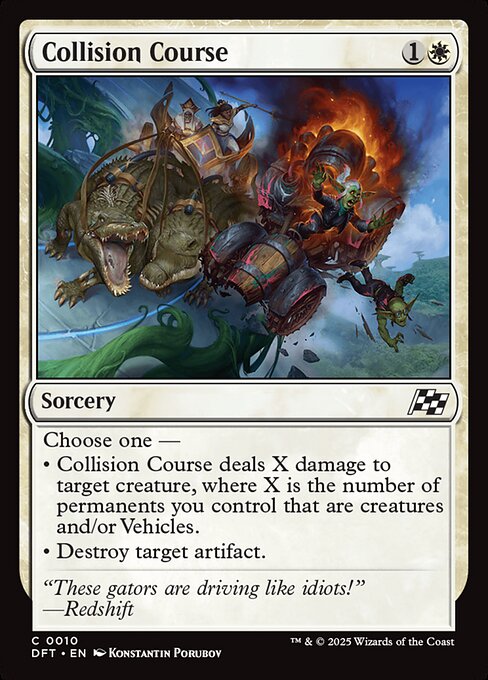 Collision Course 1
Sorcery
Choose one —
• Collision Course deals X damage to
target creature, where X is the number of
permanents you control that are creatures
and/or Vehicles.
• Destroy target artifact.
“These gators are driving like idiots!”
—Redshift
C 0010
DFT • EN Konstantin Porubov
™ & © 2025 Wizards of the Coast